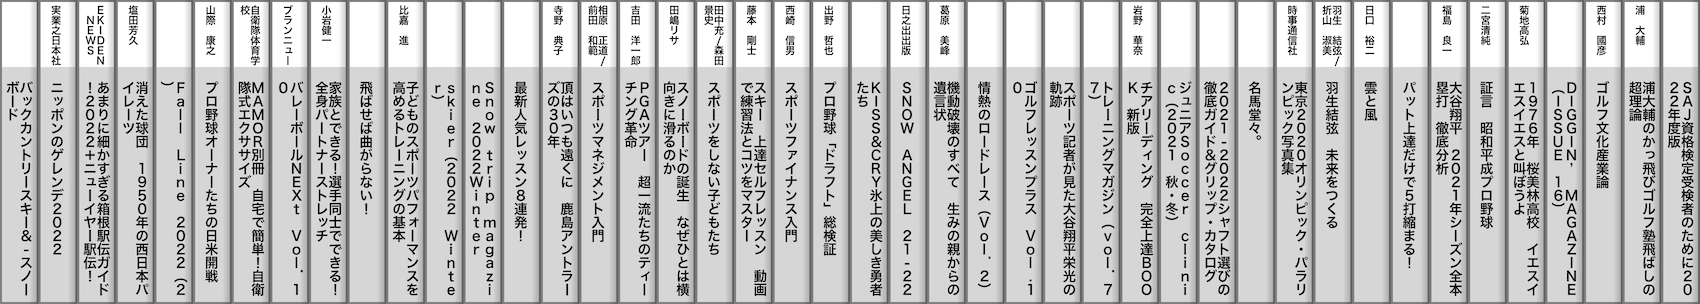 ＳＡＪ資格検定受検者のために２０
２２年度版
浦　大輔
浦大輔のかっ飛びゴルフ塾飛ばしの
超理論
西村　國彦
ゴルフ文化産業論
ＤＩＧＧＩＮ’　ＭＡＧＡＺＩＮＥ
（ＩＳＳＵＥ　１６）
菊地高弘
１９７６年　桜美林高校　イエスイ
エスイエスと叫ぼうよ
二宮清純
証言　昭和平成プロ野球
福島　良一
大谷翔平　２０２１年シーズン全本
塁打　徹底分析
パット上達だけで５打縮まる！
日口　裕二
雲と風
羽生　結弦/
折山　淑美
羽生結弦　未来をつくる
時事通信社
東京２０２０オリンピック・パラリ
ンピック写真集
名馬堂々。
２０２１-２０２２シャフト選びの
徹底ガイド＆グリップ・カタログ
ジュニアＳｏｃｃｅｒ　ｃｌｉｎｉ
ｃ（２０２１　秋・冬）
岩野　華奈
チアリーディング　完全上達ＢＯＯ
Ｋ　新版
トレーニングマガジン（ｖｏｌ．７
７）
スポーツ記者が見た大谷翔平栄光の
軌跡
ゴルフレッスンプラス　Ｖｏｌ．１
０
情熱のロードレース（Ｖｏｌ．２）
葛原　美峰
機動破壊のすべて　生みの親からの
遺言状
日之出出版
ＳＮＯＷ　ＡＮＧＥＬ　２１-２２
ＫＩＳＳ＆ＣＲＹ氷上の美しき勇者
たち
出野　哲也
プロ野球「ドラフト」総検証
西崎　信男
スポーツファイナンス入門
藤本　剛士
スキー　上達セルフレッスン　動画
で練習法とコツをマスター
田中充/森田
景史
スポーツをしない子どもたち
田嶋リサ
スノーボードの誕生　なぜひとは横
向きに滑るのか
吉田　洋一郎
ＰＧＡツアー　超一流たちのティー
チング革命
相原　正道/
前田　和範
スポーツマネジメント入門
寺野　典子
頂はいつも遠くに　鹿島アントラー
ズの３０年
最新人気レッスン８連発！
Ｓｎｏｗ　ｔｒｉｐ　ｍａｇａｚｉ
ｎｅ　２０２２Ｗｉｎｔｅｒ
ｓｋｉｅｒ（２０２２　Ｗｉｎｔｅ
ｒ）
比嘉　進
子どものスポーツパフォーマンスを
高めるトレーニングの基本
飛ばせば曲がらない！
小岩健一
家族とできる！選手同士でできる！
全身パートナーストレッチ
ブランニュー
バレーボールＮＥＸｔ　Ｖｏｌ．１
０
自衛隊体育学
校
ＭＡＭＯＲ別冊　自宅で簡単！自衛
隊式エクササイズ
山際　康之
プロ野球オーナーたちの日米開戦
Ｆａｌｌ　Ｌｉｎｅ　２０２２（２
）
塩田芳久
消えた球団　１９５０年の西日本パ
イレーツ
ＥＫＩＤＥＮ
ＮＥＷＳ
あまりに細かすぎる箱根駅伝ガイド
！２０２２＋ニューイヤー駅伝！
実業之日本社
ニッポンのゲレンデ２０２２
バックカントリースキー＆-スノー
ボード